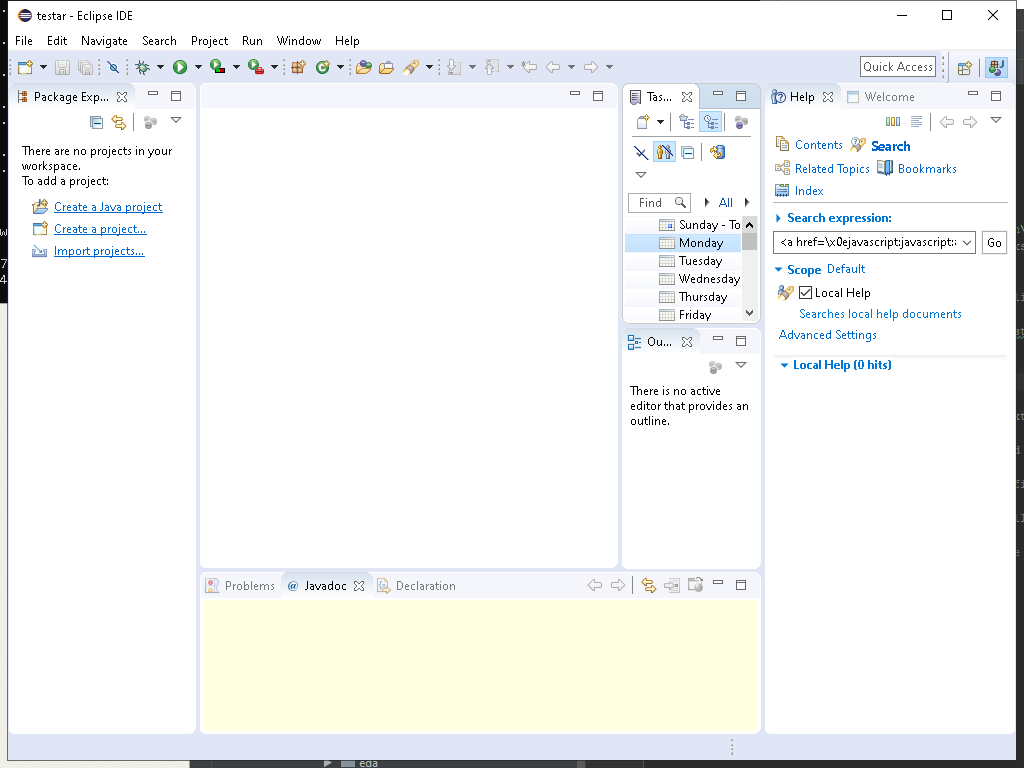 testar - Eclipse IDE
File Edit Navigate Search Project Run Window Help
Quick Access
Package Exp...
There are no projects in your
workspace.
To add a project:
Create a Java project
Create a project...
Import projects...
Tas...
Find
All
Sunday - To
Monday
Tuesday
Wednesday
Thursday
Friday
Ou...
There is no active
editor that provides an
outline.
Help Welcome
Contents Search
Related Topics Bookmarks
Index
Search expression:
<a href=\x0ejavascript:javascript:
Go
Scope Default
Local Help
Searches local help documents
Advanced Settings
Local Help (0 hits)
Problems @ Javadoc Declaration
eda